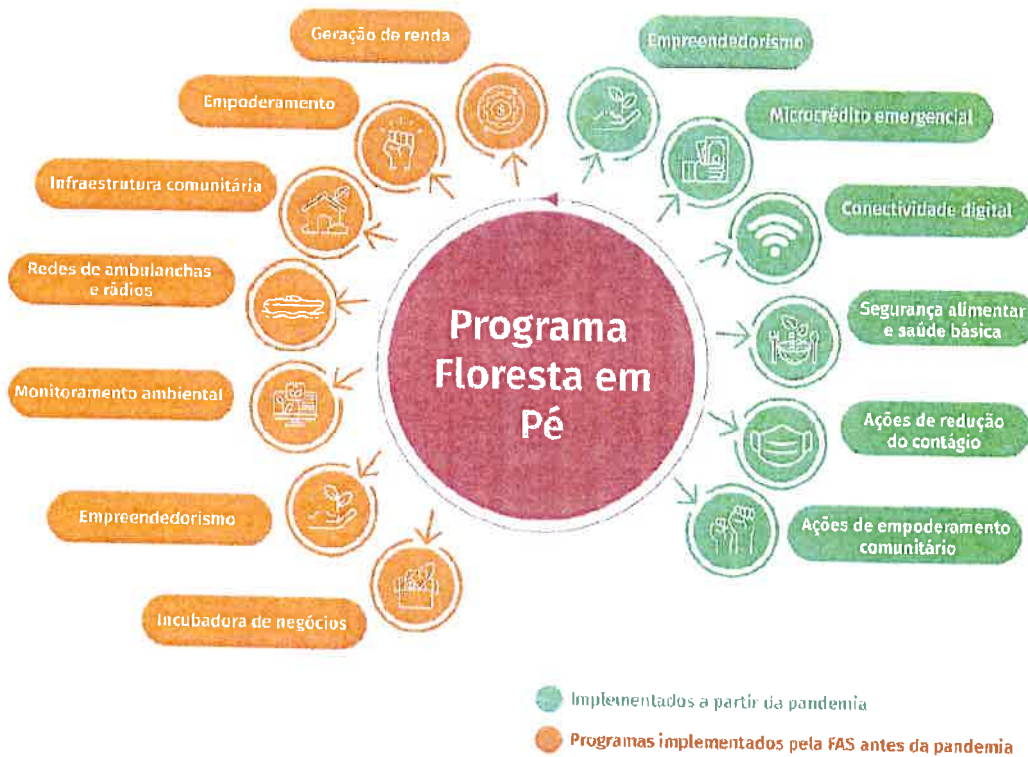 Geração de renda
Empoderamento
Infraestrutura comunitária
Redes de ambulanchas
e rádios
Monitoramento ambiental
Empreendedorismo
Incubadora de negócios
Programa
Floresta em
Pé
Empreendedorismo
Microcrédito emergencial
Conectividade digital
Segurança alimentar
e saúde básica
Ações de redução
do contágio
Ações de empoderamento
comunitário
Implementados a partir da pandemia
Programas implementados pela FAS antes da pandemia